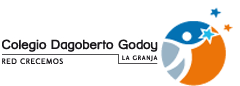 Colegio Dagoberto Godoy
LA GRANJA
RED CRECEMOS